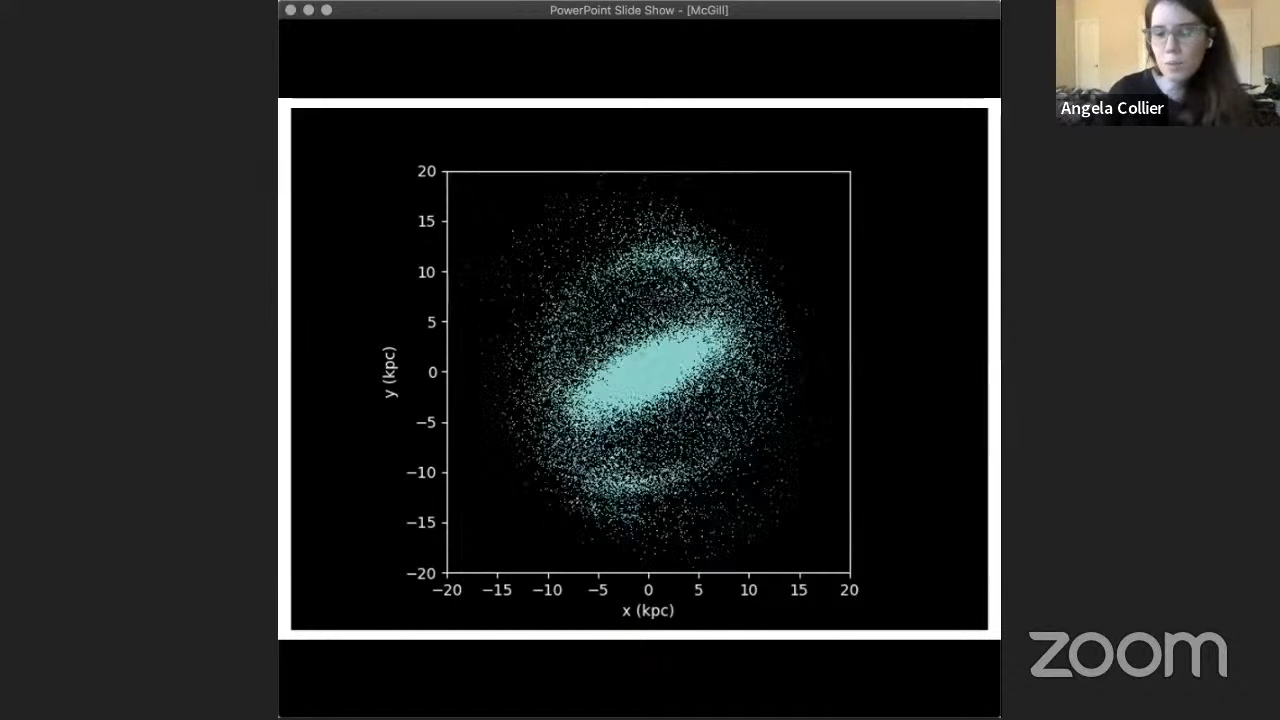 PowerPoint Slide Show - [McGill]
Angela Collier
20
15
10
5
0
−5
−10
−15
−20
y (kpc)
−20 −15 −10 −5 0 5 10 15 20
x (kpc)
zoom